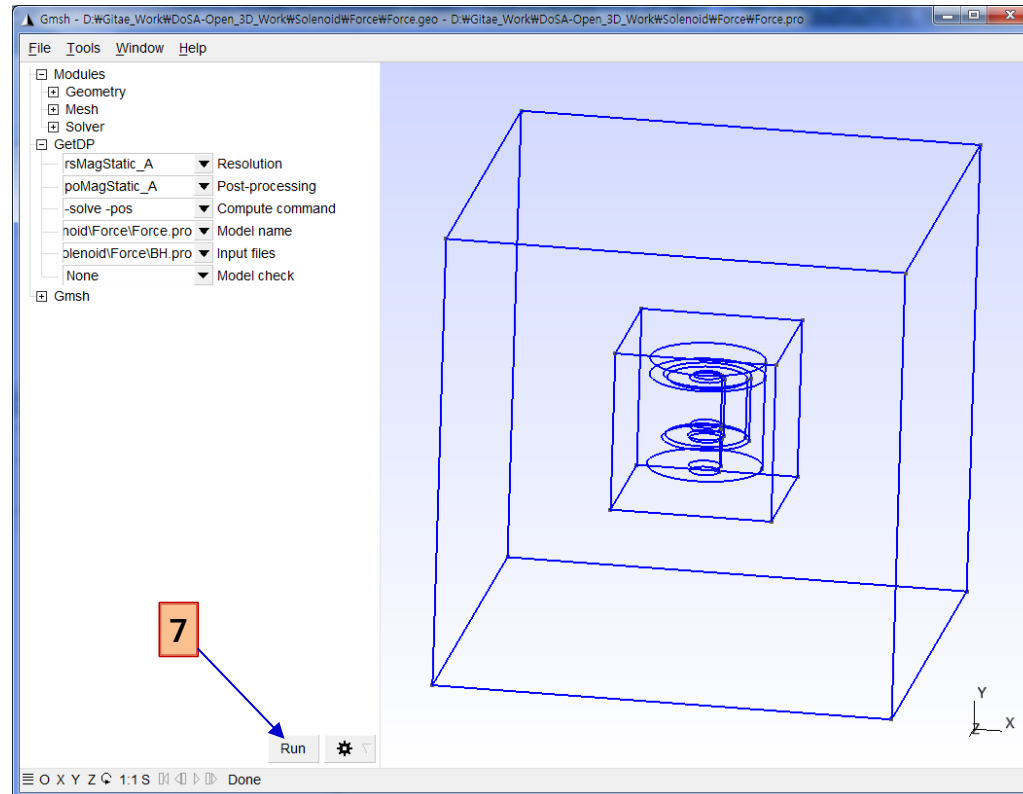 Gmsh - D:₩Gitae_Work₩DoSA-Open_3D_Work₩Solenoid₩Force₩Force.geo - D:₩Gitae_Work₩DoSA-Open_3D_Work₩Solenoid₩Force₩Force.pro
File Tools Window Help
Modules
Geometry
Mesh
Solver
GetDP
rsMagStatic_A Resolution
poMagStatic_A Post-processing
-solve -pos Compute command
noid\Force\Force.pro Model name
olenoid\Force\BH.pro Input files
None Model check
Gmsh
7
Y
X
Z
Run
O X Y Z 1:1 S Done